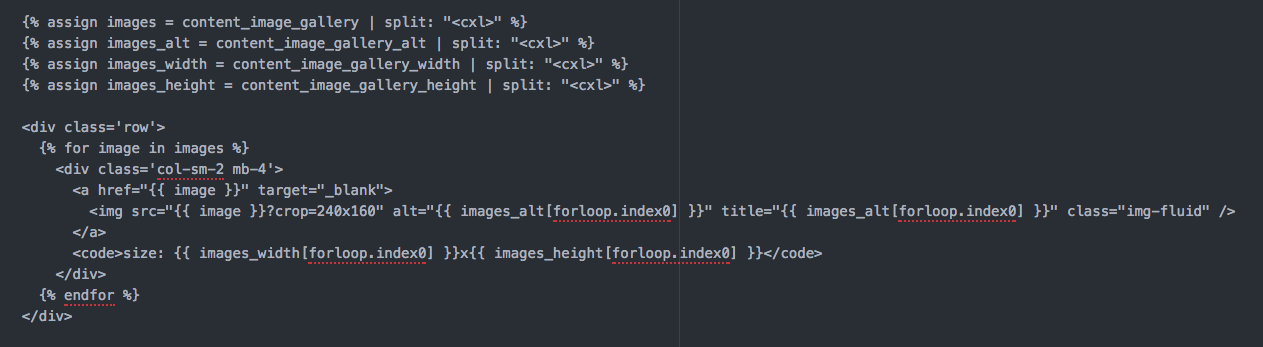 {% assign images = content_image_gallery | split: "<cxl>" %}
{% assign images_alt = content_image_gallery_alt | split: "<cxl>" %}
{% assign images_width = content_image_gallery_width | split: "<cxl>" %}
{% assign images_height = content_image_gallery_height | split: "<cxl>" %}
<div class='row'>
  {% for image in images %}
    <div class='col-sm-2 mb-4'>
      <a href="{{ image }}" target="_blank">
        <img src="{{ image }}?crop=240x160" alt="{{ images_alt[forloop.index0] }}" title="{{ images_alt[forloop.index0] }}" class="img-fluid" />
      </a>
      <code>size: {{ images_width[forloop.index0] }}x{{ images_height[forloop.index0] }}</code>
    </div>
  {% endfor %}
</div>